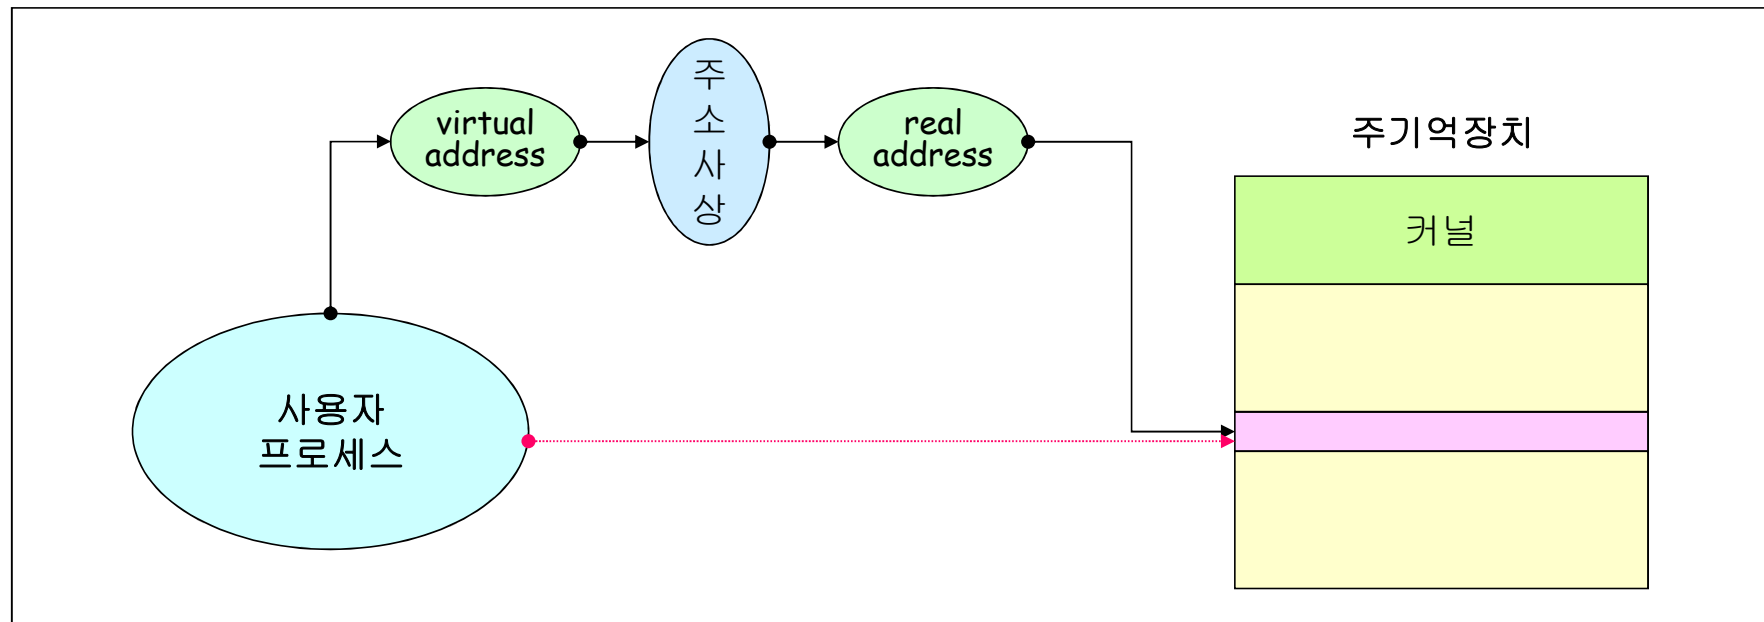 virtual
address
주
소
사
상
real
address
주기억장치
커널
사용자
프로세스